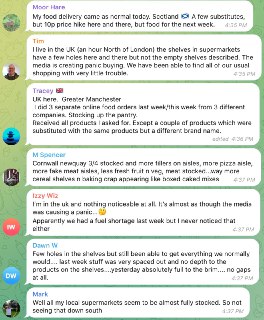 Moor Hare
My food delivery came as normal today. Scotland 🏴󠁧󠁢󠁳󠁣󠁴󠁿 A few substitutes,
but 10p price hike here and there, but food for the next week. 4:35 PM
Tim
I live in the UK (an hour North of London) the shelves in supermarkets
have a few holes here and there but not the empty shelves described. The
media is creating panic buying. We have been able to find all of our usual
shopping with very little trouble. 4:35 PM
Tracey 🇬🇧
UK here. Greater Manchester
I did 3 separate online food orders last week/this week from 3 different
companies. Stocking up the pantry.
Received all products I asked for. Except a couple of products which were
substituted with the same products but a different brand name.
edited 4:36 PM
M Spencer
Cornwall newquay 3/4 stocked and more fillers on aisles, more pizza aisle,
more fake meat aisles, less fresh fruit n veg, meat stocked...way more
cereal shelves n baking crap appearing like boxed caked mixes 4:37 PM
Izzy Wiz
IW
I'm in the uk and nothing noticeable at all. It's almost as though the media
was causing a panic...
Apparently we had a fuel shortage last week but I never noticed that
either 4:37 PM
Dawn W
DW
Few holes in the shelves but still been able to get everything we normally
would.... last week stuff was very spaced out and no depth to the
products on the shelves....yesterday absolutely full to the brim..... no gaps
at all. 4:37 PM
Mark
Well all my local supermarkets seem to be almost fully stocked. So not
seeing that down south 4:37 PM